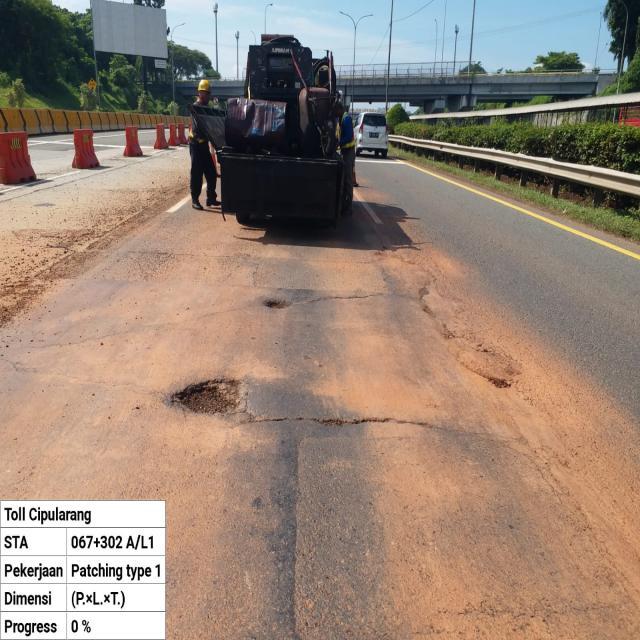 Toll Cipularang
STA 067+302 A/L1
Pekerjaan Patching type 1
Dimensi (P.×L.×T.)
Progress 0 %